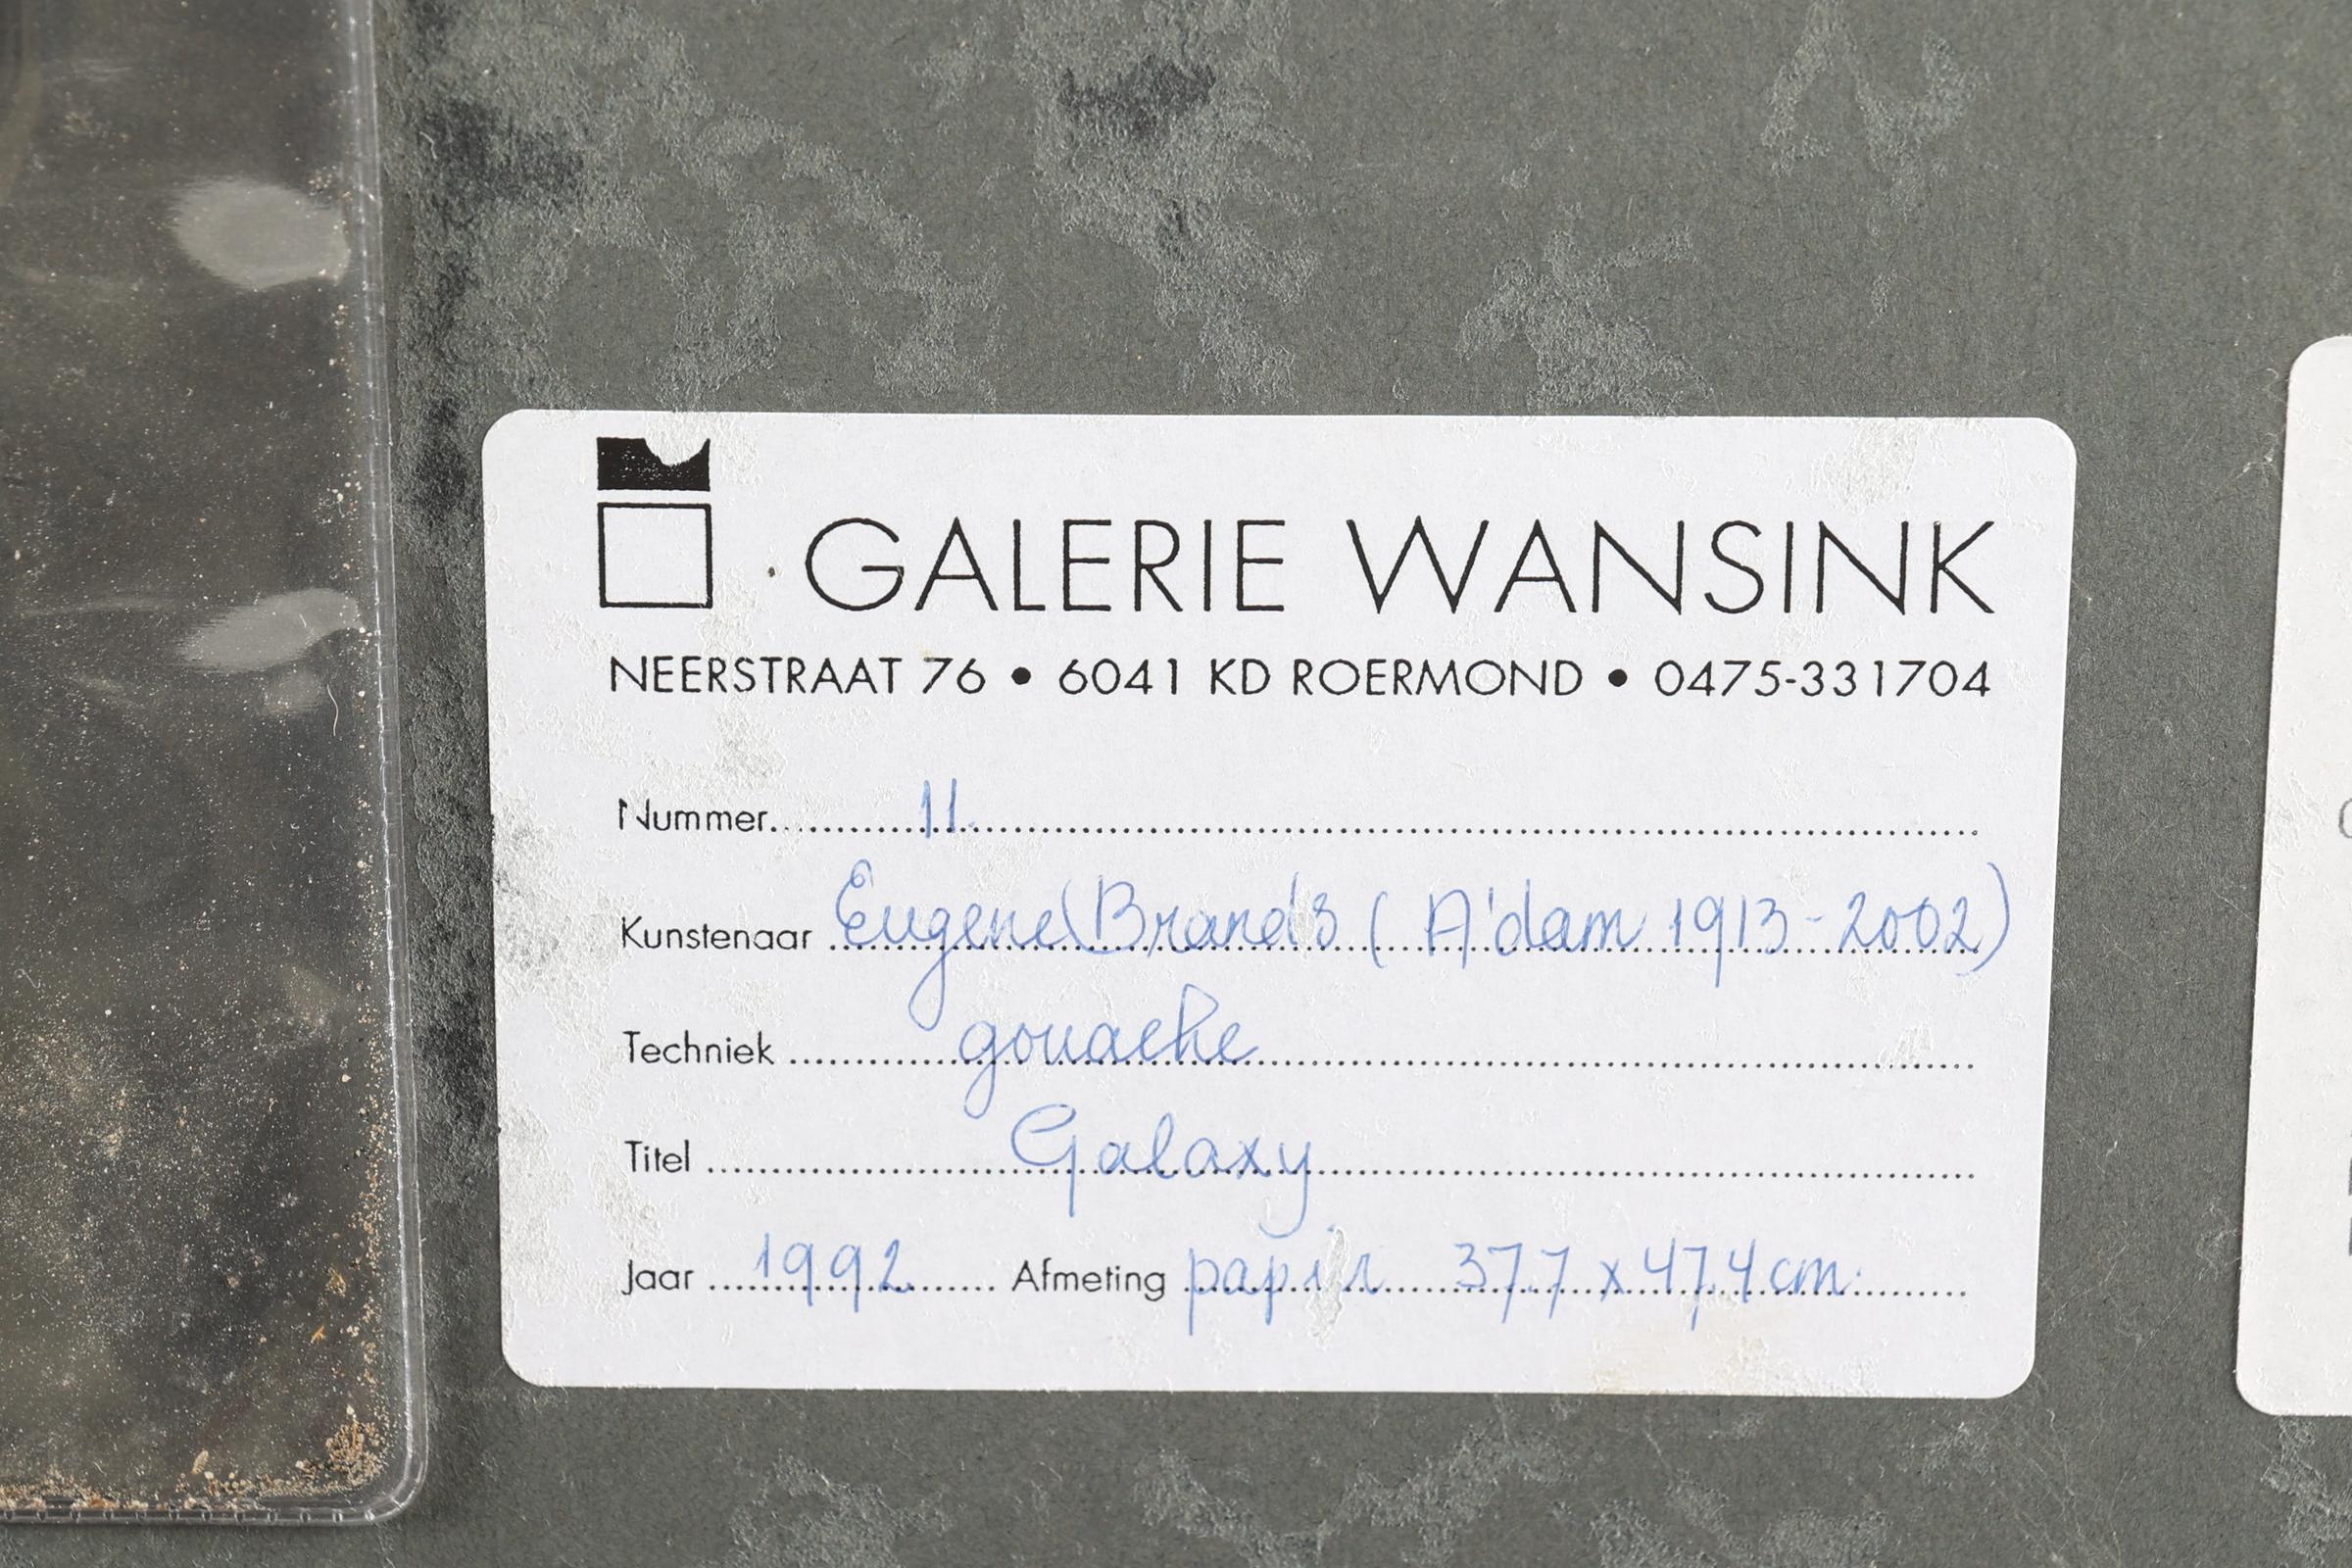 GALERIE WANSINK
NEERSTRAAT 76 • 6041 KD ROERMOND • 0475-331704
Nummer 11.
Kunstenaar Eugene Brands (A'dam 1913-2002)
Techniek gouache
Titel Galaxy
Jaar 1992 Afmeting papier 37,7 x 47,4 cm.